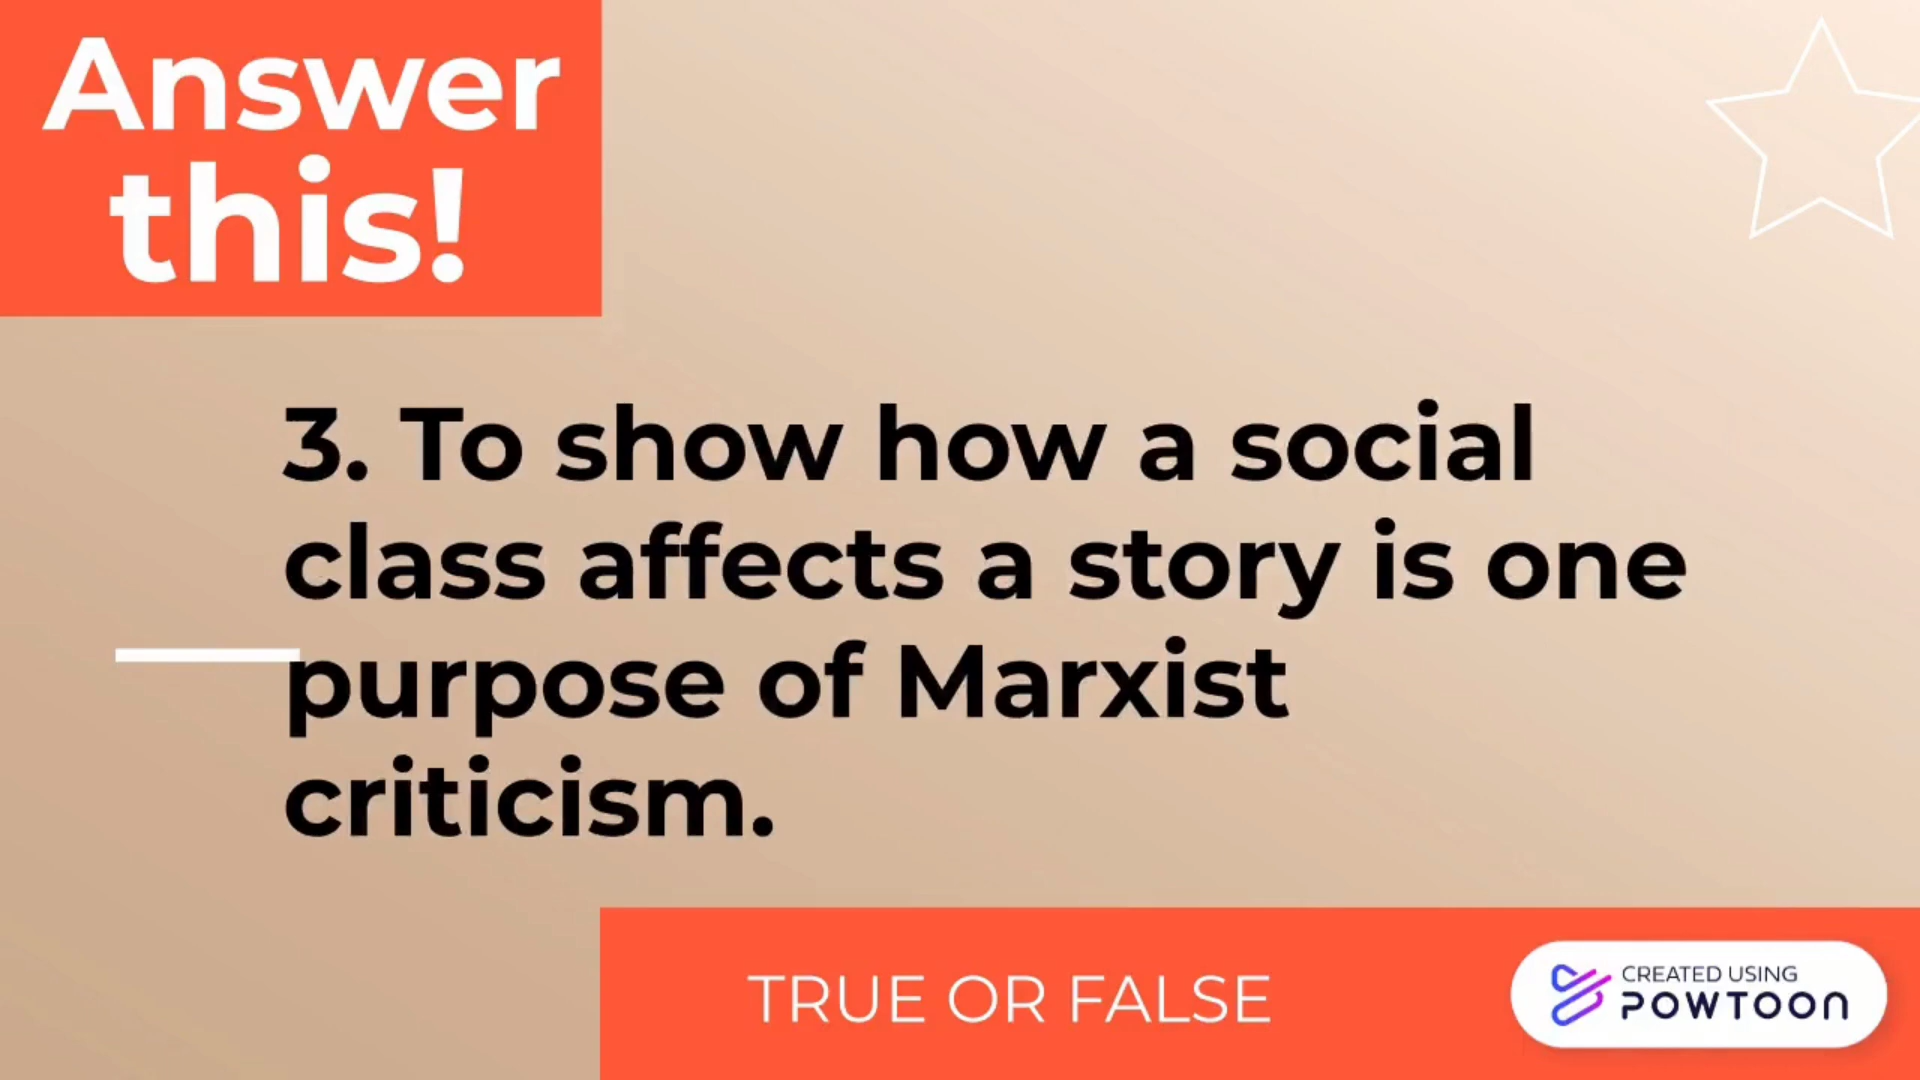 Answer
this!
3. To show how a social
class affects a story is one
purpose of Marxist
criticism.
TRUE OR FALSE
CREATED USING
POWTOON